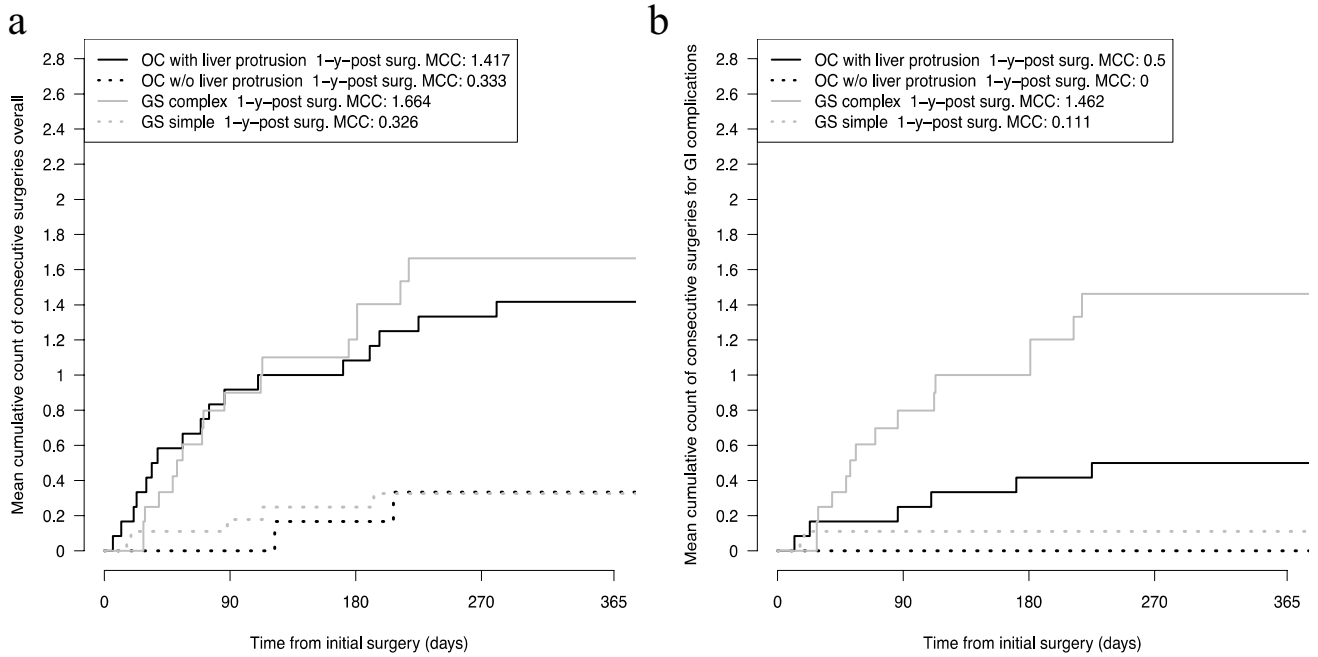 a
Mean cumulative count of consecutive surgeries overall
2.8
2.6
2.4
2.2
2
1.8
1.6
1.4
1.2
1
0.8
0.6
0.4
0.2
0
OC with liver protrusion 1-y-post surg. MCC: 1.417
OC w/o liver protrusion 1-y-post surg. MCC: 0.333
GS complex 1-y-post surg. MCC: 1.664
GS simple 1-y-post surg. MCC: 0.326
0 90 180 270 365
Time from initial surgery (days)
b
Mean cumulative count of consecutive surgeries for GI complications
2.8
2.6
2.4
2.2
2
1.8
1.6
1.4
1.2
1
0.8
0.6
0.4
0.2
0
OC with liver protrusion 1-y-post surg. MCC: 0.5
OC w/o liver protrusion 1-y-post surg. MCC: 0
GS complex 1-y-post surg. MCC: 1.462
GS simple 1-y-post surg. MCC: 0.111
0 90 180 270 365
Time from initial surgery (days)